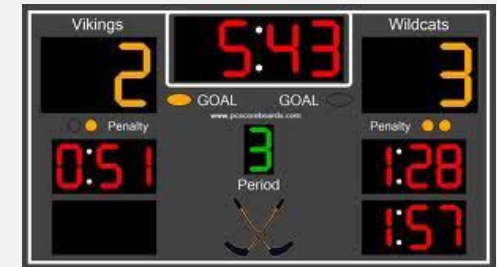 Vikings 5:43 Wildcats
2 3
GOAL GOAL
www.pcscoreboards.com
Penalty 3 Penalty
0:51 Period 1:28
1:57